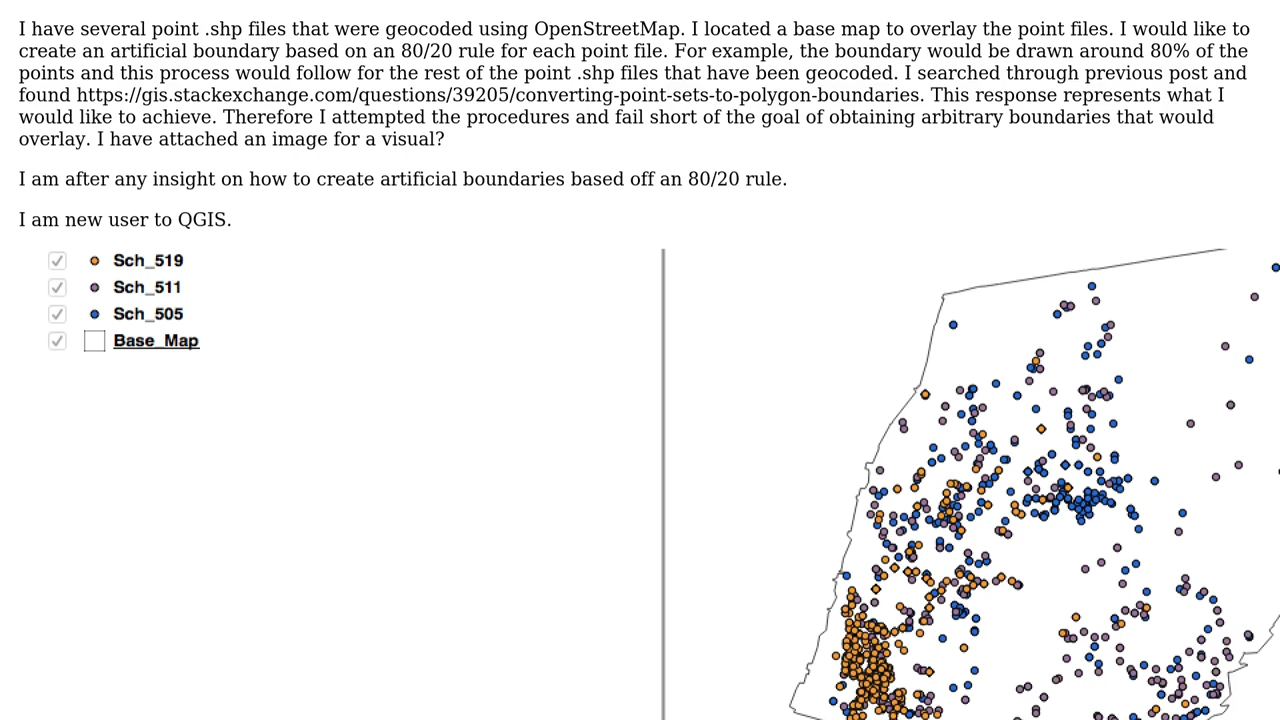 I have several point .shp files that were geocoded using OpenStreetMap. I located a base map to overlay the point files. I would like to
create an artificial boundary based on an 80/20 rule for each point file. For example, the boundary would be drawn around 80% of the
points and this process would follow for the rest of the point .shp files that have been geocoded. I searched through previous post and
found https://gis.stackexchange.com/questions/39205/converting-point-sets-to-polygon-boundaries. This response represents what I
would like to achieve. Therefore I attempted the procedures and fail short of the goal of obtaining arbitrary boundaries that would
overlay. I have attached an image for a visual?
I am after any insight on how to create artificial boundaries based off an 80/20 rule.
I am new user to QGIS.
Sch_519
Sch_511
Sch_505
Base_Map